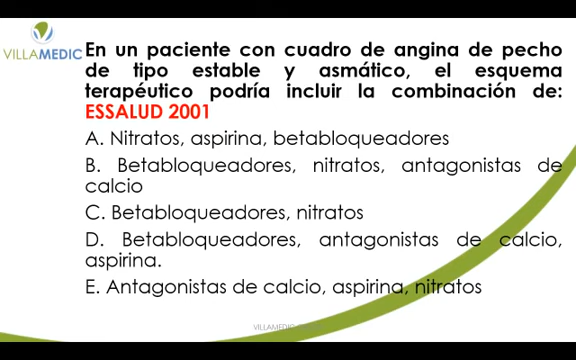 VILLAMEDIC
En un paciente con cuadro de angina de pecho
de tipo estable y asmático, el esquema
terapéutico podría incluir la combinación de:
ESSALUD 2001
A. Nitratos, aspirina, betabloqueadores
B. Betabloqueadores, nitratos, antagonistas de
calcio
C. Betabloqueadores, nitratos
D. Betabloqueadores, antagonistas de calcio,
aspirina.
E. Antagonistas de calcio, aspirina, nitratos